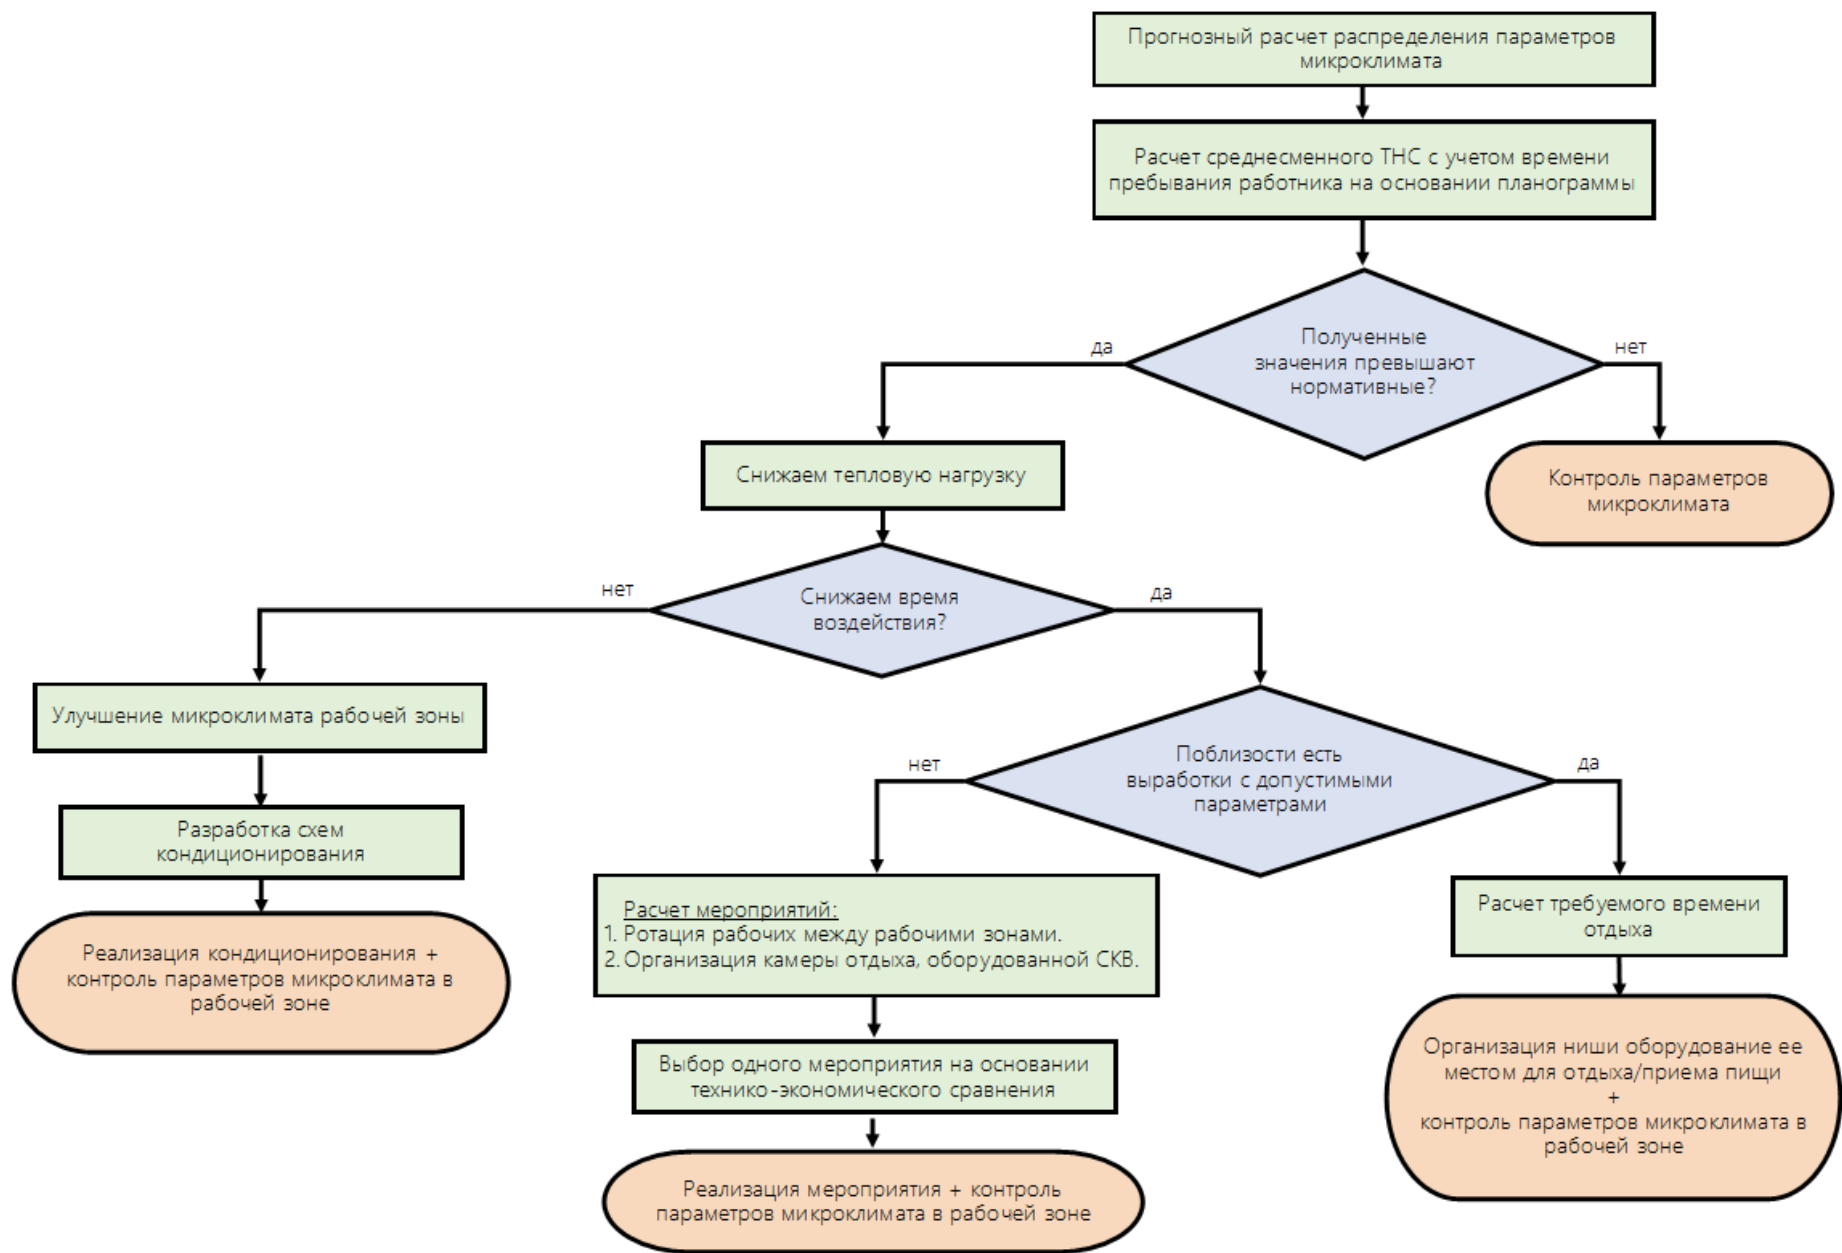 Прогнозный расчет распределения параметров
микроклимата
Расчет среднесменного ТНС с учетом времени
пребывания работника на основании планограммы
Полученные
значения превышают
нормативные?
да
нет
Снижаем тепловую нагрузку
Контроль параметров
микроклимата
Снижаем время
воздействия?
нет
да
Улучшение микроклимата рабочей зоны
Поблизости есть
выработки с допустимыми
параметрами
нет
да
Разработка схем
кондиционирования
Расчет мероприятий:
1. Ротация рабочих между рабочими зонами.
2. Организация камеры отдыха, оборудованной СКВ.
Расчет требуемого времени
отдыха
Реализация кондиционирования +
контроль параметров микроклимата в
рабочей зоне
Выбор одного мероприятия на основании
технико-экономического сравнения
Организация ниши оборудование ее
местом для отдыха/приема пищи
+
контроль параметров микроклимата в
рабочей зоне
Реализация мероприятия + контроль
параметров микроклимата в рабочей зоне